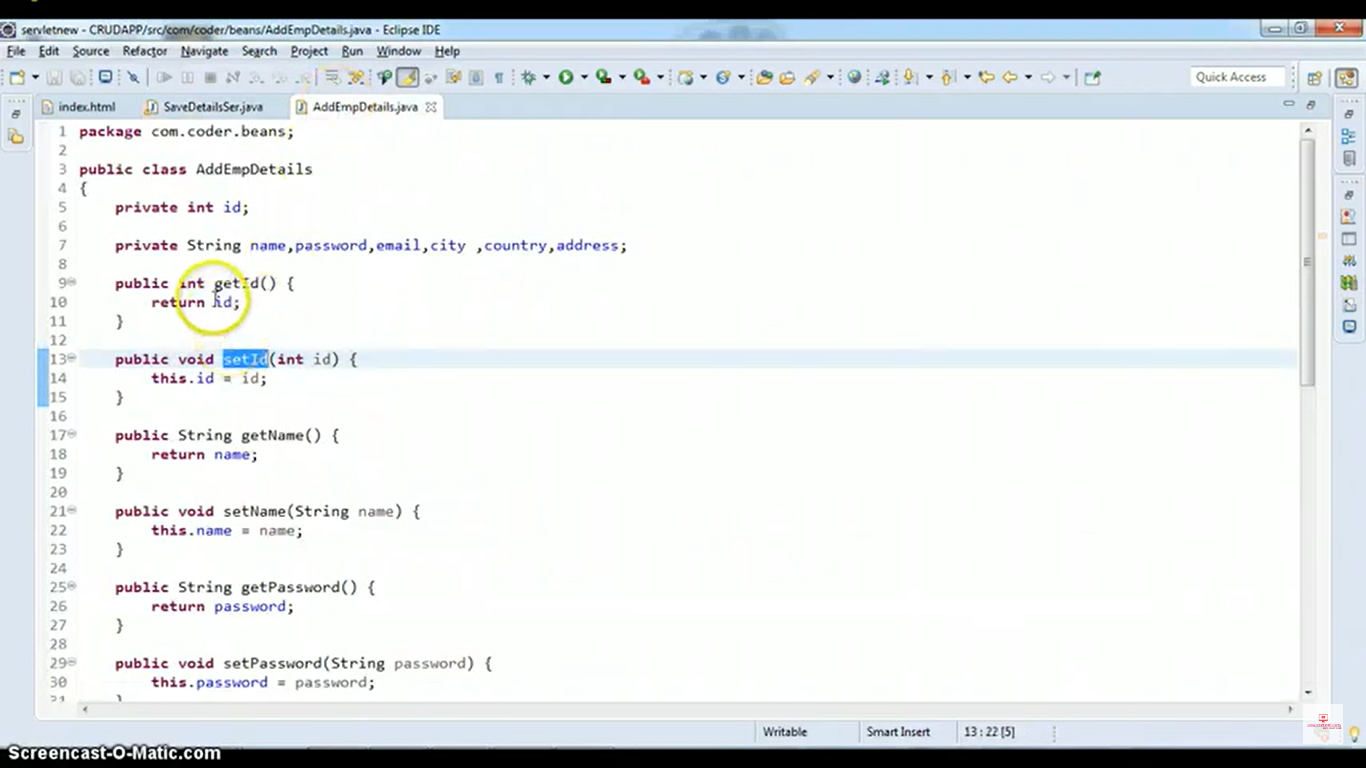 servletnew - CRUDAPP/src/com/coder/beans/AddEmpDetails.java - Eclipse IDE
File Edit Source Refactor Navigate Search Project Run Window Help
Quick Access
index.html SaveDetailsSer.java AddEmpDetails.java
1 package com.coder.beans;
2
3 public class AddEmpDetails
4 {
5 private int id;
6
7 private String name,password,email,city ,country,address;
8
9 public int getId() {
10 return id;
11 }
12
13 public void setId(int id) {
14 this.id = id;
15 }
16
17 public String getName() {
18 return name;
19 }
20
21 public void setName(String name) {
22 this.name = name;
23 }
24
25 public String getPassword() {
26 return password;
27 }
28
29 public void setPassword(String password) {
30 this.password = password;
31 }
Writable Smart Insert 13 : 22 [5]
Screencast-O-Matic.com